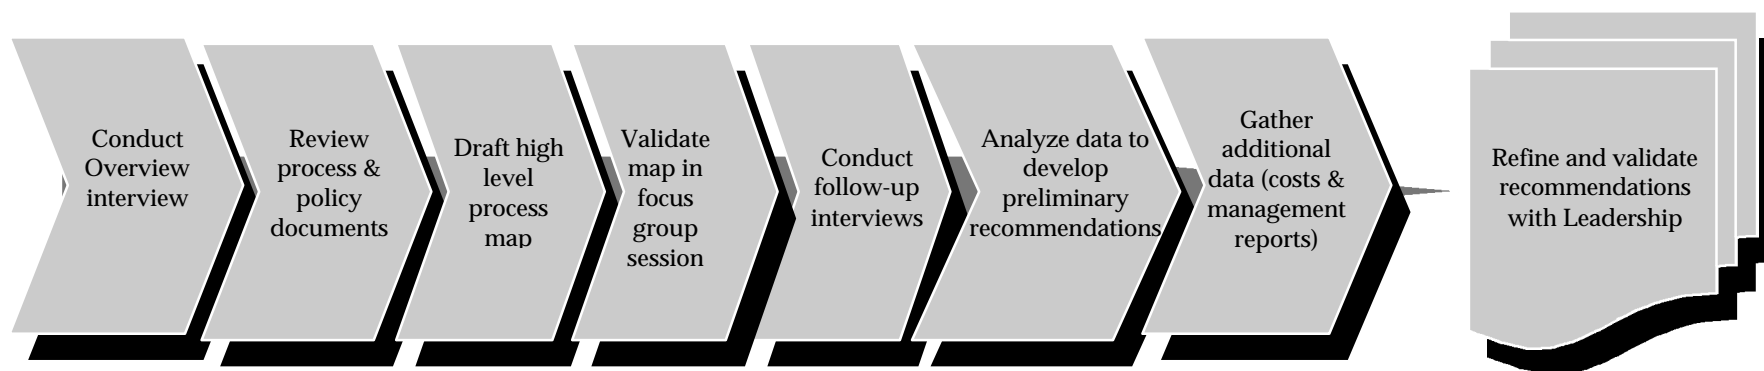 Conduct
Overview
interview
Review
process &
policy
documents
Draft high
level
process
map
Validate
map in
focus
group
session
Conduct
follow-up
interviews
Analyze data to
develop
preliminary
recommendations
Gather
additional
data (costs &
management
reports)
Refine and validate
recommendations
with Leadership